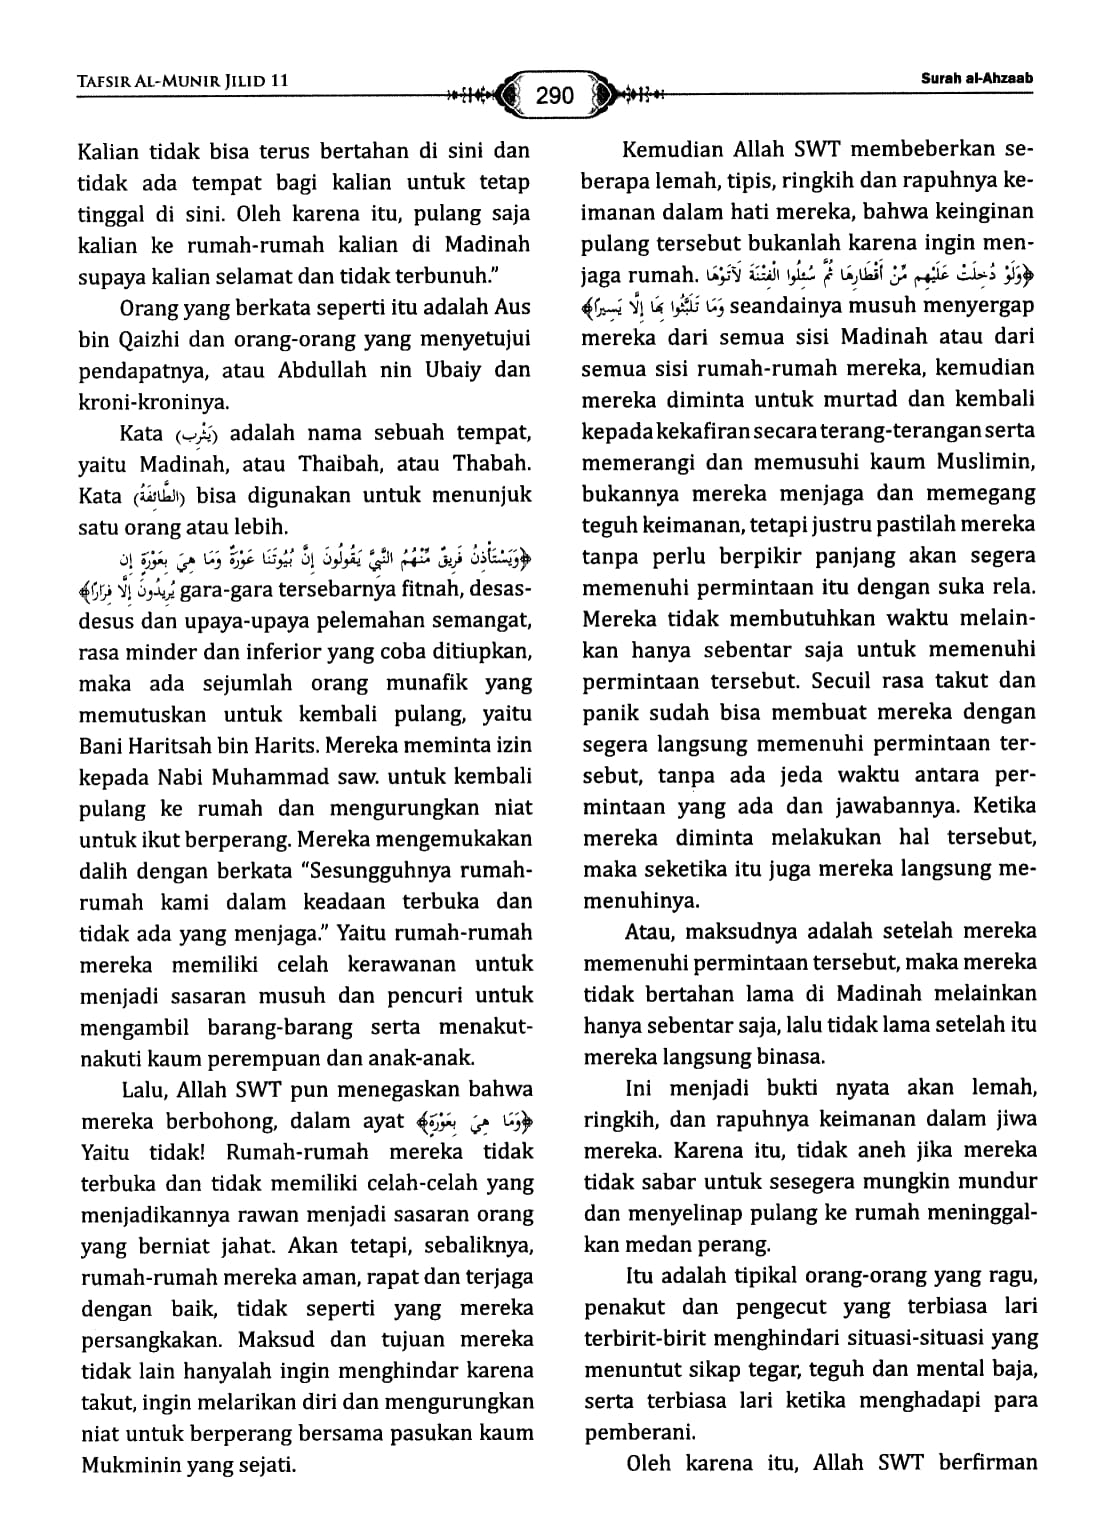 TAFSIR AL-MUNIR JILID 11
290
Surah al-Ahzaab
Kalian tidak bisa terus bertahan di sini dan
tidak ada tempat bagi kalian untuk tetap
tinggal di sini. Oleh karena itu, pulang saja
kalian ke rumah-rumah kalian di Madinah
supaya kalian selamat dan tidak terbunuh.”
Orang yang berkata seperti itu adalah Aus
bin Qaizhi dan orang-orang yang menyetujui
pendapatnya, atau Abdullah nin Ubaiy dan
kroni-kroninya.
Kata (يَثْرِب) adalah nama sebuah tempat,
yaitu Madinah, atau Thaibah, atau Thabah.
Kata (الطَّائِفَةُ) bisa digunakan untuk menunjuk
satu orang atau lebih.
﴿وَيَسْتَأْذِنُ فَرِيقٌ مِّنْهُمُ النَّبِيَّ يَقُولُونَ إِنَّ بُيُوتَنَا عَوْرَةٌ وَمَا هِيَ بِعَوْرَةٍ إِن
يُرِيدُونَ إِلَّا فِرَارًا﴾ gara-gara tersebarnya fitnah, desas-
desus dan upaya-upaya pelemahan semangat,
rasa minder dan inferior yang coba ditiupkan,
maka ada sejumlah orang munafik yang
memutuskan untuk kembali pulang, yaitu
Bani Haritsah bin Harits. Mereka meminta izin
kepada Nabi Muhammad saw. untuk kembali
pulang ke rumah dan mengurungkan niat
untuk ikut berperang. Mereka mengemukakan
dalih dengan berkata “Sesungguhnya rumah-
rumah kami dalam keadaan terbuka dan
tidak ada yang menjaga.” Yaitu rumah-rumah
mereka memiliki celah kerawanan untuk
menjadi sasaran musuh dan pencuri untuk
mengambil barang-barang serta menakut-
nakuti kaum perempuan dan anak-anak.
Lalu, Allah SWT pun menegaskan bahwa
mereka berbohong, dalam ayat ﴿وَمَا هِيَ بِعَوْرَةٍ﴾
Yaitu tidak! Rumah-rumah mereka tidak
terbuka dan tidak memiliki celah-celah yang
menjadikannya rawan menjadi sasaran orang
yang berniat jahat. Akan tetapi, sebaliknya,
rumah-rumah mereka aman, rapat dan terjaga
dengan baik, tidak seperti yang mereka
persangkakan. Maksud dan tujuan mereka
tidak lain hanyalah ingin menghindar karena
takut, ingin melarikan diri dan mengurungkan
niat untuk berperang bersama pasukan kaum
Mukminin yang sejati.
Kemudian Allah SWT membeberkan se-
berapa lemah, tipis, ringkih dan rapuhnya ke-
imanan dalam hati mereka, bahwa keinginan
pulang tersebut bukanlah karena ingin men-
jaga rumah. ﴿وَلَوْ دُخِلَتْ عَلَيْهِم مِّنْ أَقْطَارِهَا ثُمَّ سُئِلُوا الْفِتْنَةَ لَآتَوْهَا
وَمَا تَلَبَّثُوا بِهَا إِلَّا يَسِيرًا﴾ seandainya musuh menyergap
mereka dari semua sisi Madinah atau dari
semua sisi rumah-rumah mereka, kemudian
mereka diminta untuk murtad dan kembali
kepada kekafiran secara terang-terangan serta
memerangi dan memusuhi kaum Muslimin,
bukannya mereka menjaga dan memegang
teguh keimanan, tetapi justru pastilah mereka
tanpa perlu berpikir panjang akan segera
memenuhi permintaan itu dengan suka rela.
Mereka tidak membutuhkan waktu melain-
kan hanya sebentar saja untuk memenuhi
permintaan tersebut. Secuil rasa takut dan
panik sudah bisa membuat mereka dengan
segera langsung memenuhi permintaan ter-
sebut, tanpa ada jeda waktu antara per-
mintaan yang ada dan jawabannya. Ketika
mereka diminta melakukan hal tersebut,
maka seketika itu juga mereka langsung me-
menuhinya.
Atau, maksudnya adalah setelah mereka
memenuhi permintaan tersebut, maka mereka
tidak bertahan lama di Madinah melainkan
hanya sebentar saja, lalu tidak lama setelah itu
mereka langsung binasa.
Ini menjadi bukti nyata akan lemah,
ringkih, dan rapuhnya keimanan dalam jiwa
mereka. Karena itu, tidak aneh jika mereka
tidak sabar untuk sesegera mungkin mundur
dan menyelinap pulang ke rumah meninggal-
kan medan perang.
Itu adalah tipikal orang-orang yang ragu,
penakut dan pengecut yang terbiasa lari
terbirit-birit menghindari situasi-situasi yang
menuntut sikap tegar, teguh dan mental baja,
serta terbiasa lari ketika menghadapi para
pemberani.
Oleh karena itu, Allah SWT berfirman